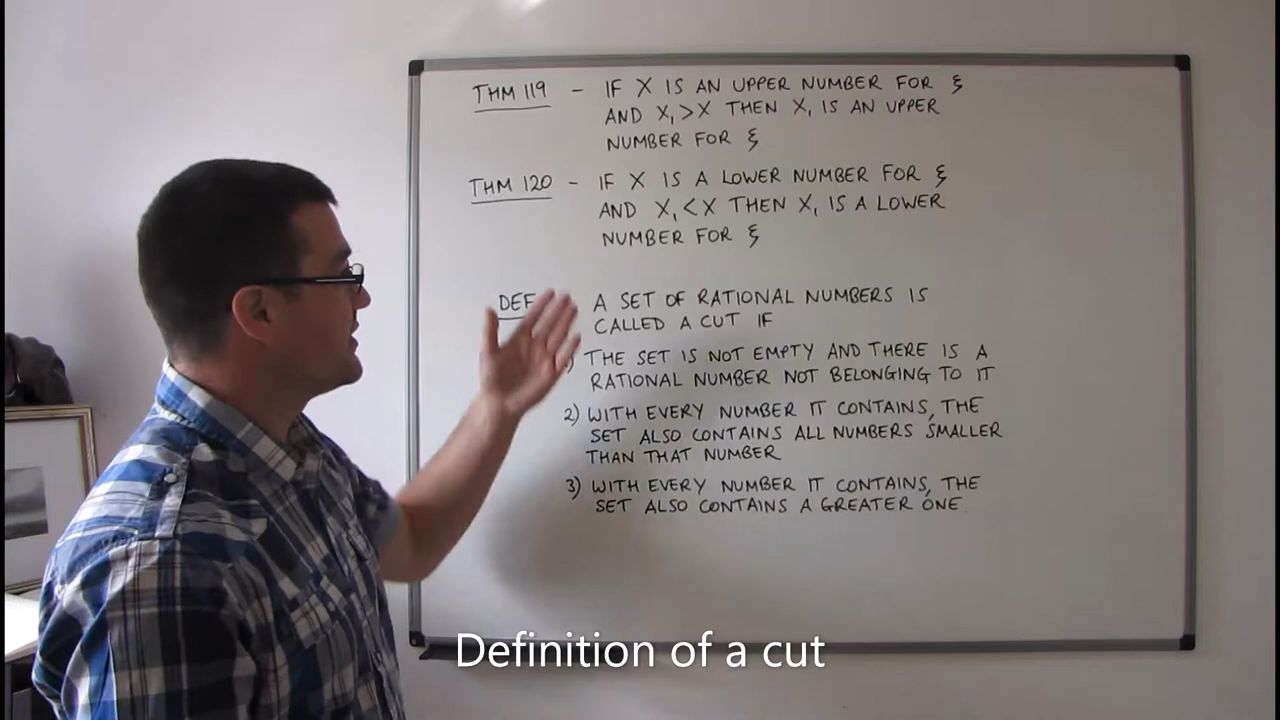 THM 119 - IF X IS AN UPPER NUMBER FOR ξ
AND X₁ > X THEN X₁ IS AN UPPER
NUMBER FOR ξ
THM 120 - IF X IS A LOWER NUMBER FOR ξ
AND X₁ < X THEN X₁ IS A LOWER
NUMBER FOR ξ
DEF A SET OF RATIONAL NUMBERS IS
CALLED A CUT IF
) THE SET IS NOT EMPTY AND THERE IS A
RATIONAL NUMBER NOT BELONGING TO IT
2) WITH EVERY NUMBER IT CONTAINS, THE
SET ALSO CONTAINS ALL NUMBERS SMALLER
THAN THAT NUMBER
3) WITH EVERY NUMBER IT CONTAINS, THE
SET ALSO CONTAINS A GREATER ONE
Definition of a cut